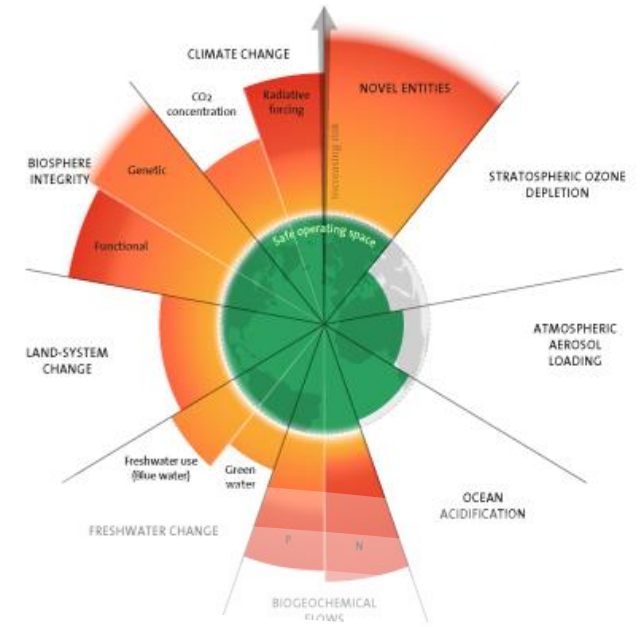 CLIMATE CHANGE
CO2
concentration
Radiative
forcing
NOVEL ENTITIES
increasing risk
BIOSPHERE
INTEGRITY
Genetic
Functional
STRATOSPHERIC OZONE
DEPLETION
Safe operating space
ATMOSPHERIC
AEROSOL
LOADING
LAND-SYSTEM
CHANGE
Freshwater use
(Blue water)
Green
water
OCEAN
ACIDIFICATION
FRESHWATER CHANGE
P
N
BIOGEOCHEMICAL
FLOWS